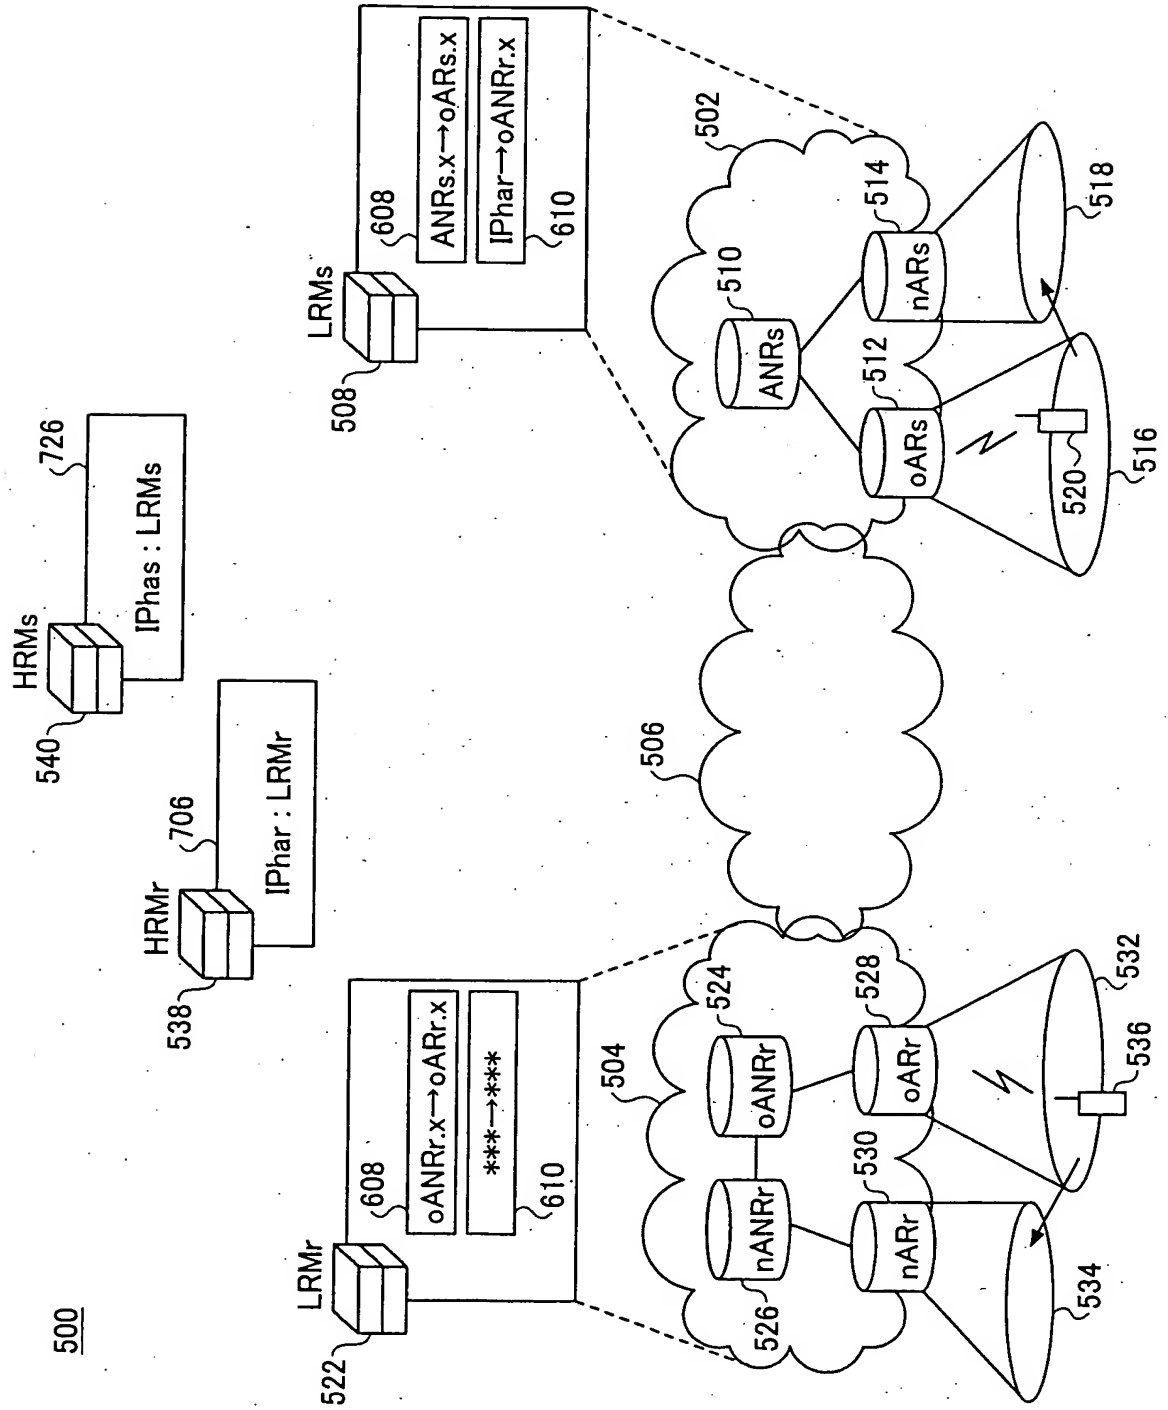 500
HRMs
540
726
IPhas : LRMs
HRMr
538
706
IPhar : LRMr
LRMr
522
608
oANRr.x→oARr.x
***→***
610
LRMs
508
608
ANRs.x→oARs.x
IPhar→oANRr.x
610
504
506
502
nANRr
526
oANRr
524
nARr
530
oARr
528
534
532
536
ANRs
510
oARs
512
nARs
514
520
516
518